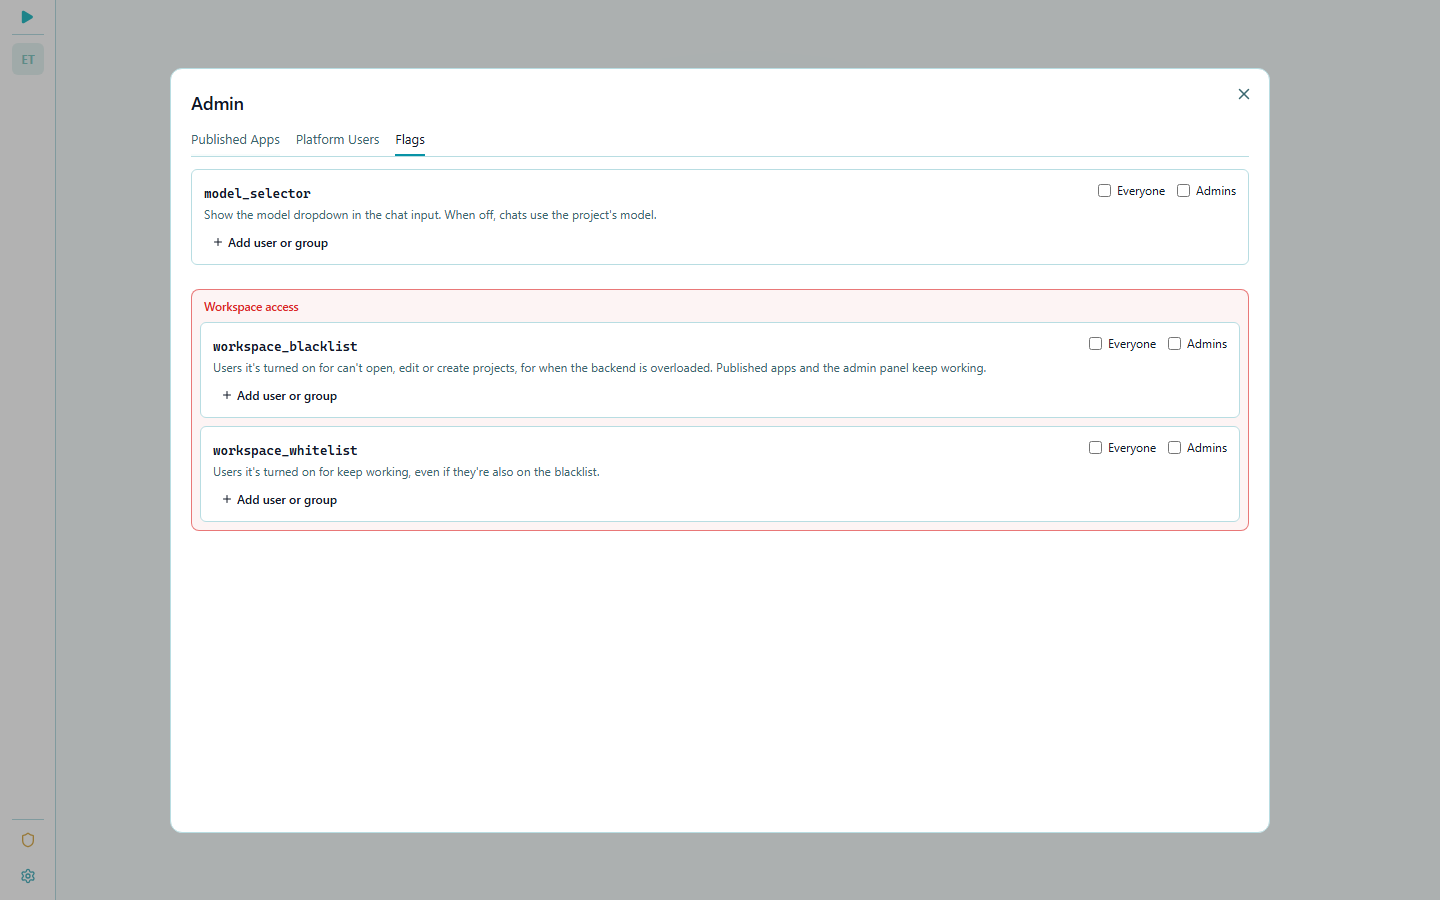 ET
Admin
Published Apps Platform Users Flags
model_selector Everyone Admins
Show the model dropdown in the chat input. When off, chats use the project's model.
+ Add user or group
Workspace access
workspace_blacklist Everyone Admins
Users it's turned on for can't open, edit or create projects, for when the backend is overloaded. Published apps and the admin panel keep working.
+ Add user or group
workspace_whitelist Everyone Admins
Users it's turned on for keep working, even if they're also on the blacklist.
+ Add user or group